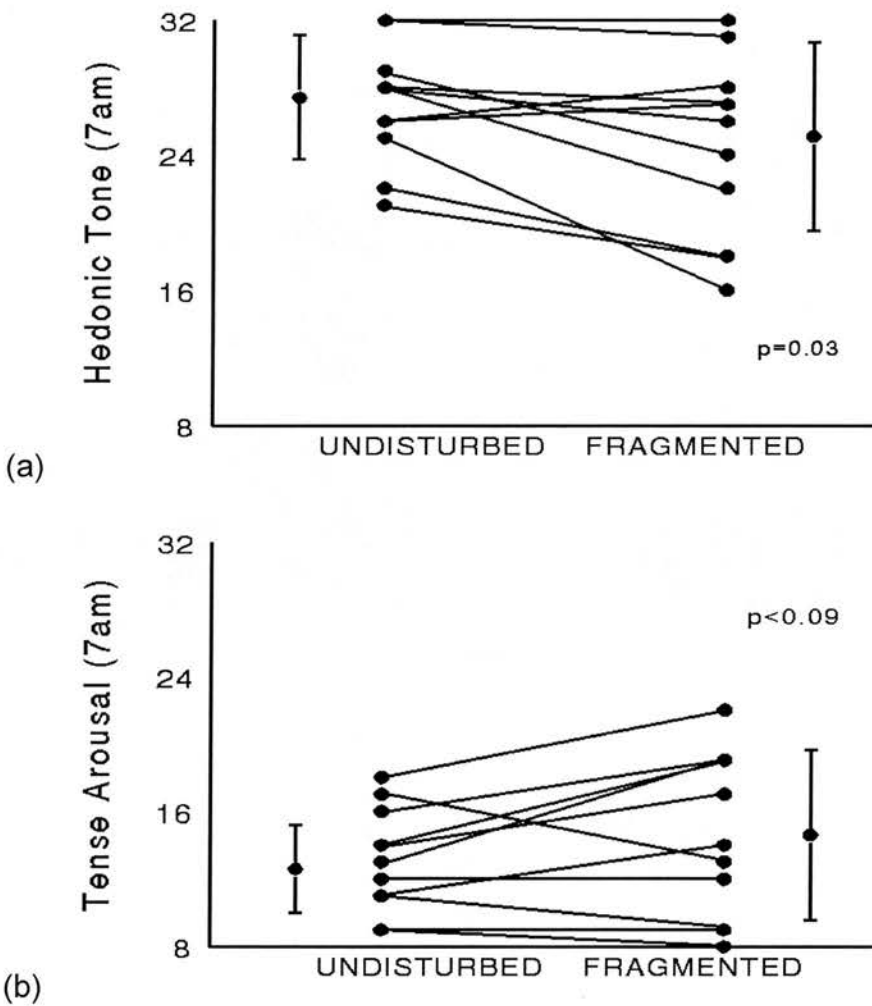 32
24
16
8
Hedonic Tone (7am)
p=0.03
UNDISTURBED FRAGMENTED
(a)
32
24
16
8
Tense Arousal (7am)
p<0.09
UNDISTURBED FRAGMENTED
(b)